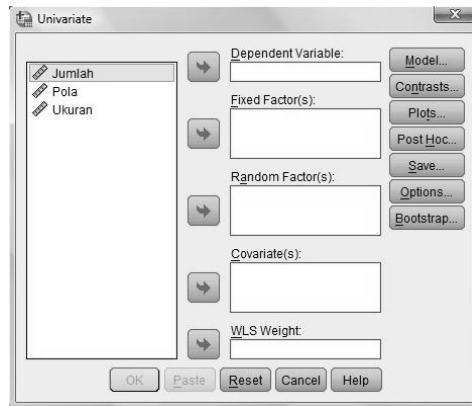 Univariate
Jumlah
Pola
Ukuran
Dependent Variable:
Fixed Factor(s):
Random Factor(s):
Covariate(s):
WLS Weight:
Model...
Contrasts...
Plots...
Post Hoc...
Save...
Options...
Bootstrap...
OK Paste Reset Cancel Help